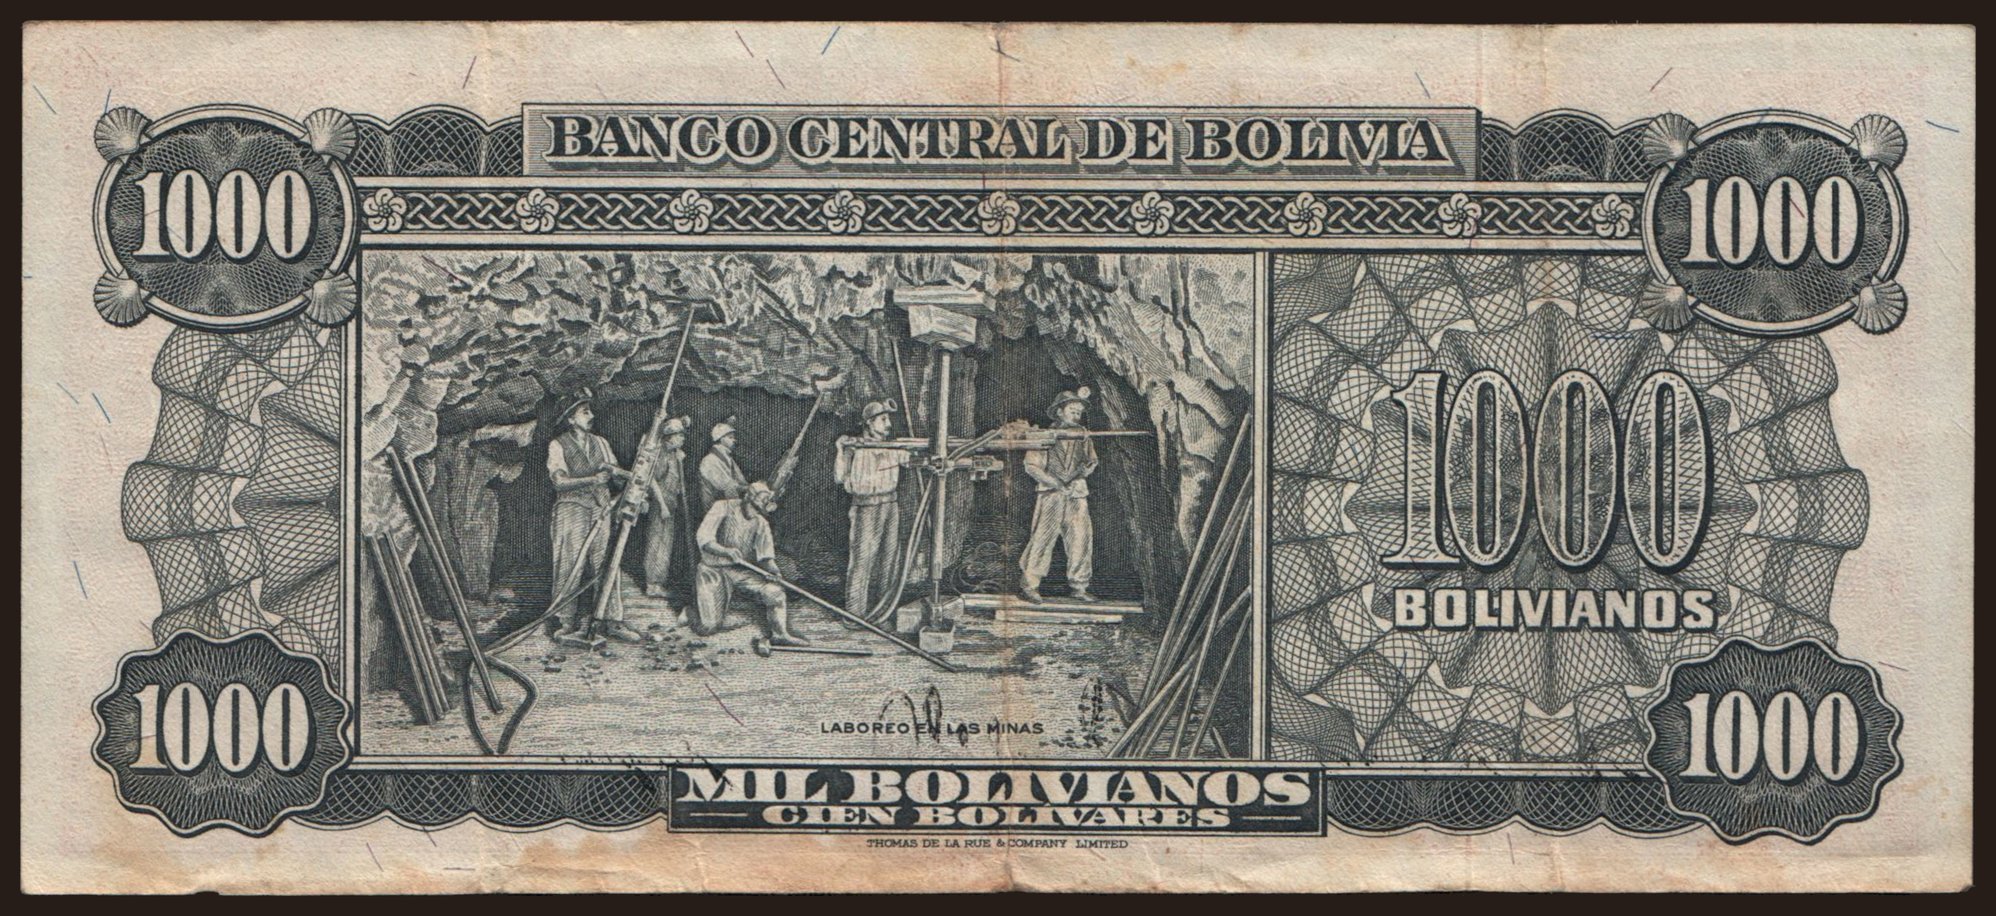 BANCO CENTRAL DE BOLIVIA
1000
1000
1000
BOLIVIANOS
LABOREO EN LAS MINAS
1000
1000
MIL BOLIVIANOS
CIEN BOLIVARES
THOMAS DE LA RUE & COMPANY LIMITED